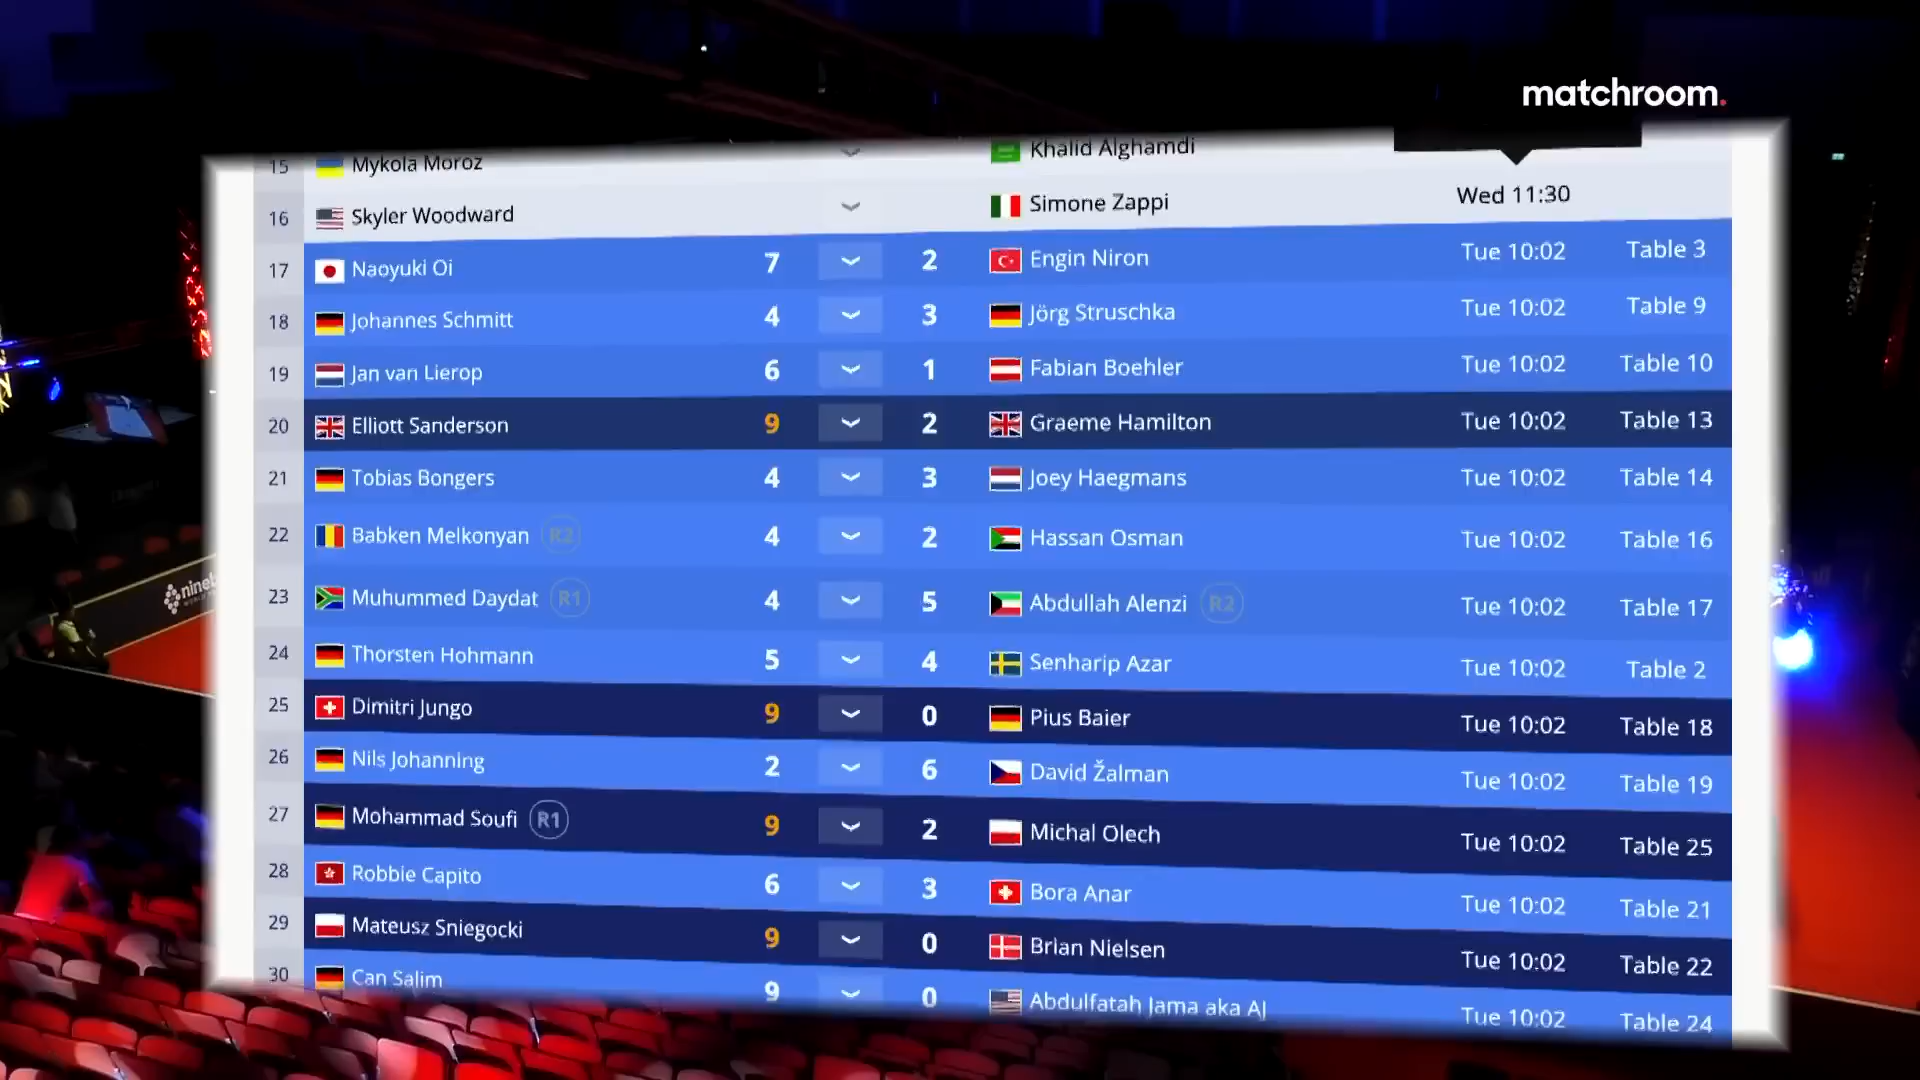 matchroom.
15 Mykola Moroz Khalid Alghamdi
16 Skyler Woodward Simone Zappi Wed 11:30
17 Naoyuki Oi 7 2 Engin Niron Tue 10:02 Table 3
18 Johannes Schmitt 4 3 Jörg Struschka Tue 10:02 Table 9
19 Jan van Lierop 6 1 Fabian Boehler Tue 10:02 Table 10
20 Elliott Sanderson 9 2 Graeme Hamilton Tue 10:02 Table 13
21 Tobias Bongers 4 3 Joey Haegmans Tue 10:02 Table 14
22 Babken Melkonyan R2 4 2 Hassan Osman Tue 10:02 Table 16
23 Muhummed Daydat R1 4 5 Abdullah Alenzi R2 Tue 10:02 Table 17
24 Thorsten Hohmann 5 4 Senharip Azar Tue 10:02 Table 2
25 Dimitri Jungo 9 0 Pius Baier Tue 10:02 Table 18
26 Nils Johanning 2 6 David Žalman Tue 10:02 Table 19
27 Mohammad Soufi R1 9 2 Michal Olech Tue 10:02 Table 25
28 Robbie Capito 6 3 Bora Anar Tue 10:02 Table 21
29 Mateusz Sniegocki 9 0 Brian Nielsen Tue 10:02 Table 22
30 Can Salim 9 0 Abdulfatah Jama aka AJ Tue 10:02 Table 24